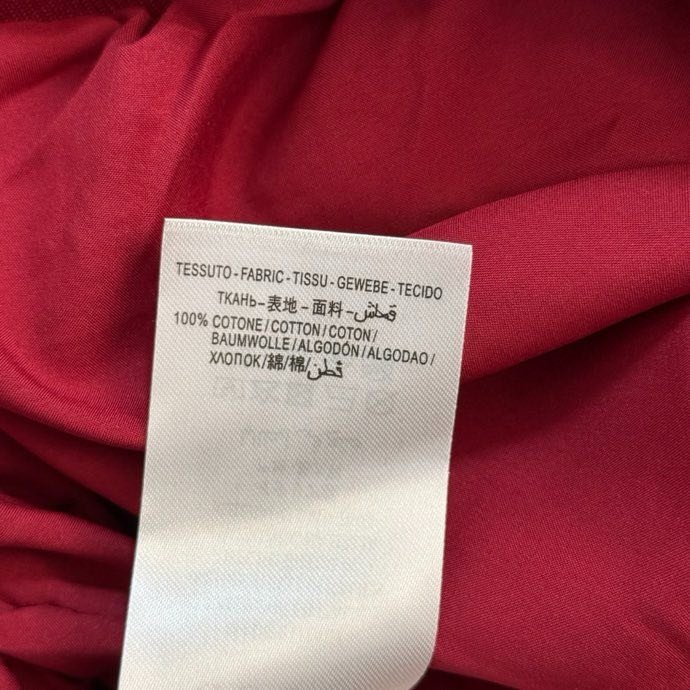 TESSUTO-FABRIC-TISSU-GEWEBE-TECIDO
ТКАНЬ-表地-面料-قماش
100% COTONE/COTTON/COTON/
BAUMWOLLE/ALGODÓN/ALGODAO/
ХЛОПОК/綿/棉/قطن